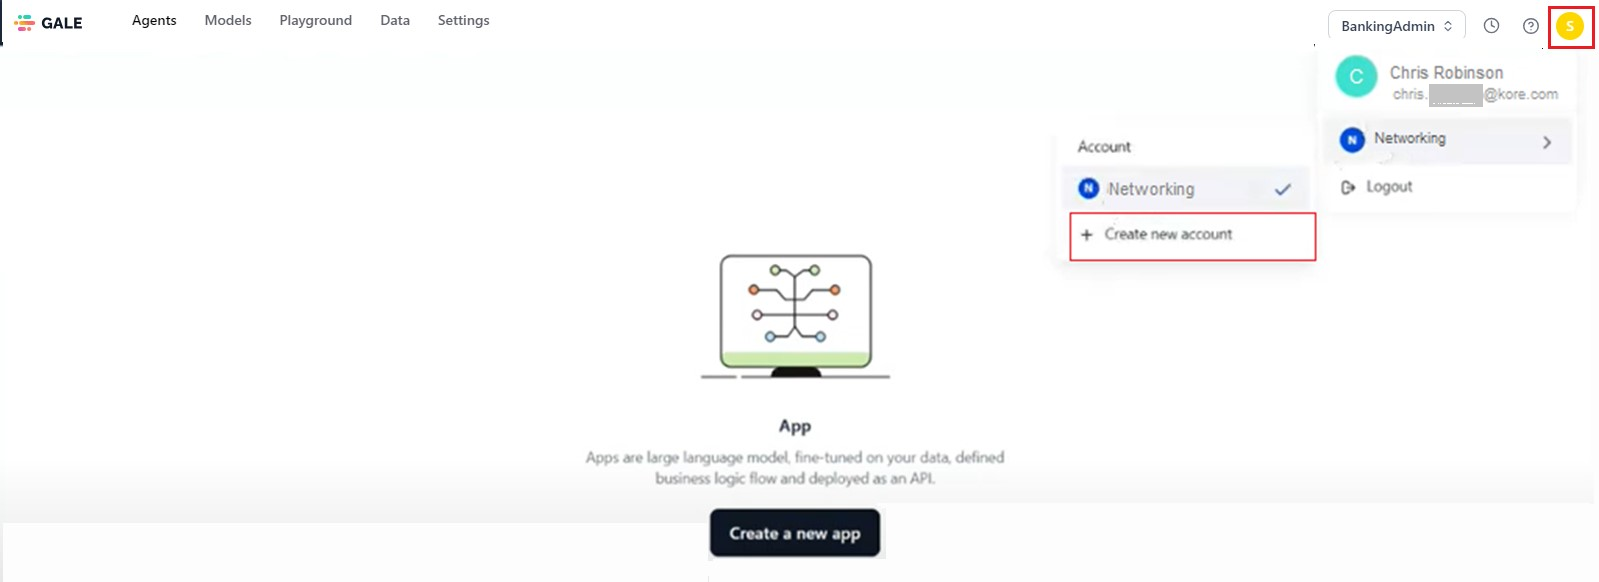 GALE
Agents
Models
Playground
Data
Settings
BankingAdmin
S
C
Chris Robinson
chris. @kore.com
N
Networking
Logout
Account
N
Networking
Create new account
App
Apps are large language model, fine-tuned on your data, defined
business logic flow and deployed as an API.
Create a new app